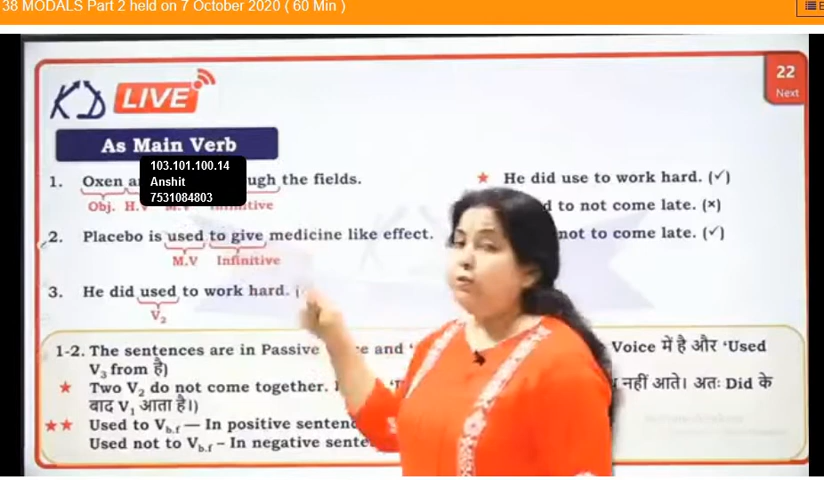 38 MODALS Part 2 held on 7 October 2020 ( 60 Min )
22
Next
KD LIVE
As Main Verb
103.101.100.14
Anshit
7531084803
1. Oxen ugh the fields.
Obj. H.V M.V Infinitive
2. Placebo is used to give medicine like effect.
M.V Infinitive
3. He did used to work hard.
V₂
★ He did use to work hard. (✓)
to not come late. (×)
not to come late. (✓)
1-2. The sentences are in Passive and ‘ Voice में है और ‘Used
V₃ from है)
★ Two V₂ do not come together. नहीं आते। अतः Did के
बाद V₁ आता है।)
★★ Used to V b.f — In positive
Used not to V b.f – In negative